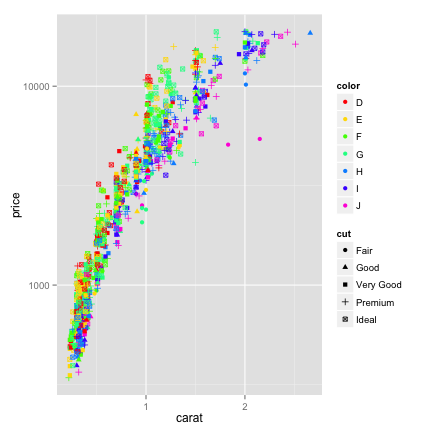 price
10000
1000
1
2
carat
color
D
E
F
G
H
I
J
cut
Fair
Good
Very Good
Premium
Ideal